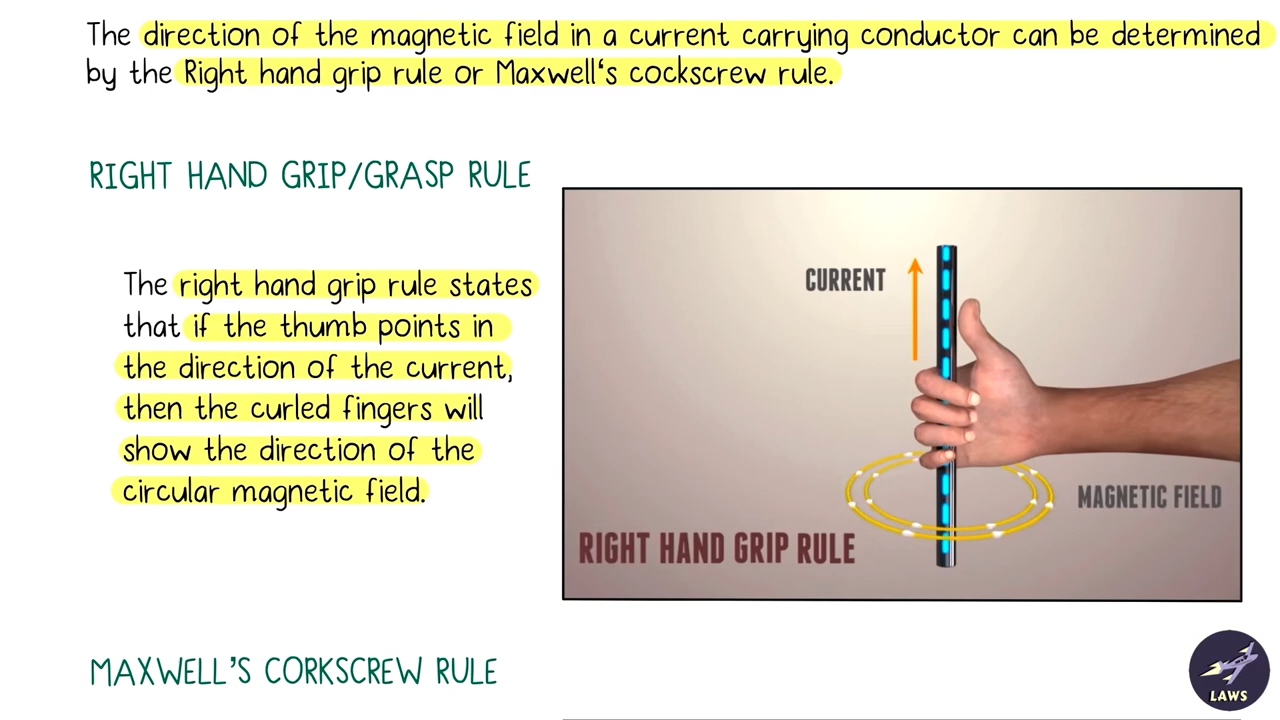 The direction of the magnetic field in a current carrying conductor can be determined
by the Right hand grip rule or Maxwell‘s cockscrew rule.
RIGHT HAND GRIP/GRASP RULE
The right hand grip rule states
that if the thumb points in
the direction of the current,
then the curled fingers will
show the direction of the
circular magnetic field.
CURRENT
MAGNETIC FIELD
RIGHT HAND GRIP RULE
MAXWELL'S CORKSCREW RULE
LAWS